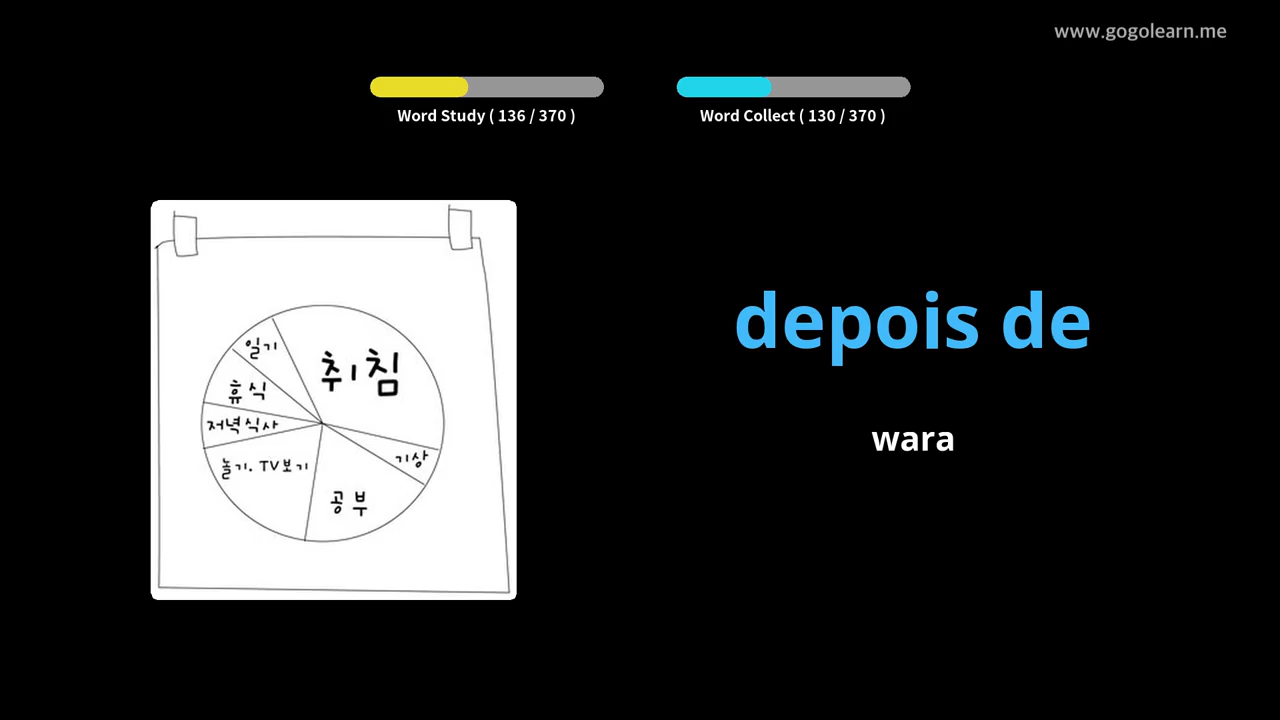 www.gogolearn.me
Word Study ( 136 / 370 )
Word Collect ( 130 / 370 )
일기
취침
휴식
저녁식사
놀기. TV보기
기상
공부
depois de
wara